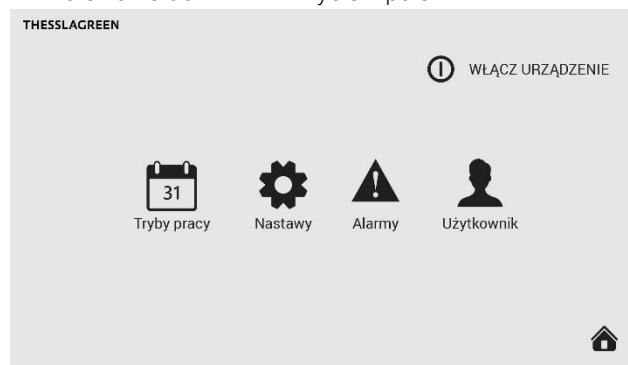 THESSLAGREEN
WŁĄCZ URZĄDZENIE
31
Tryby pracy
Nastawy
Alarmy
Użytkownik